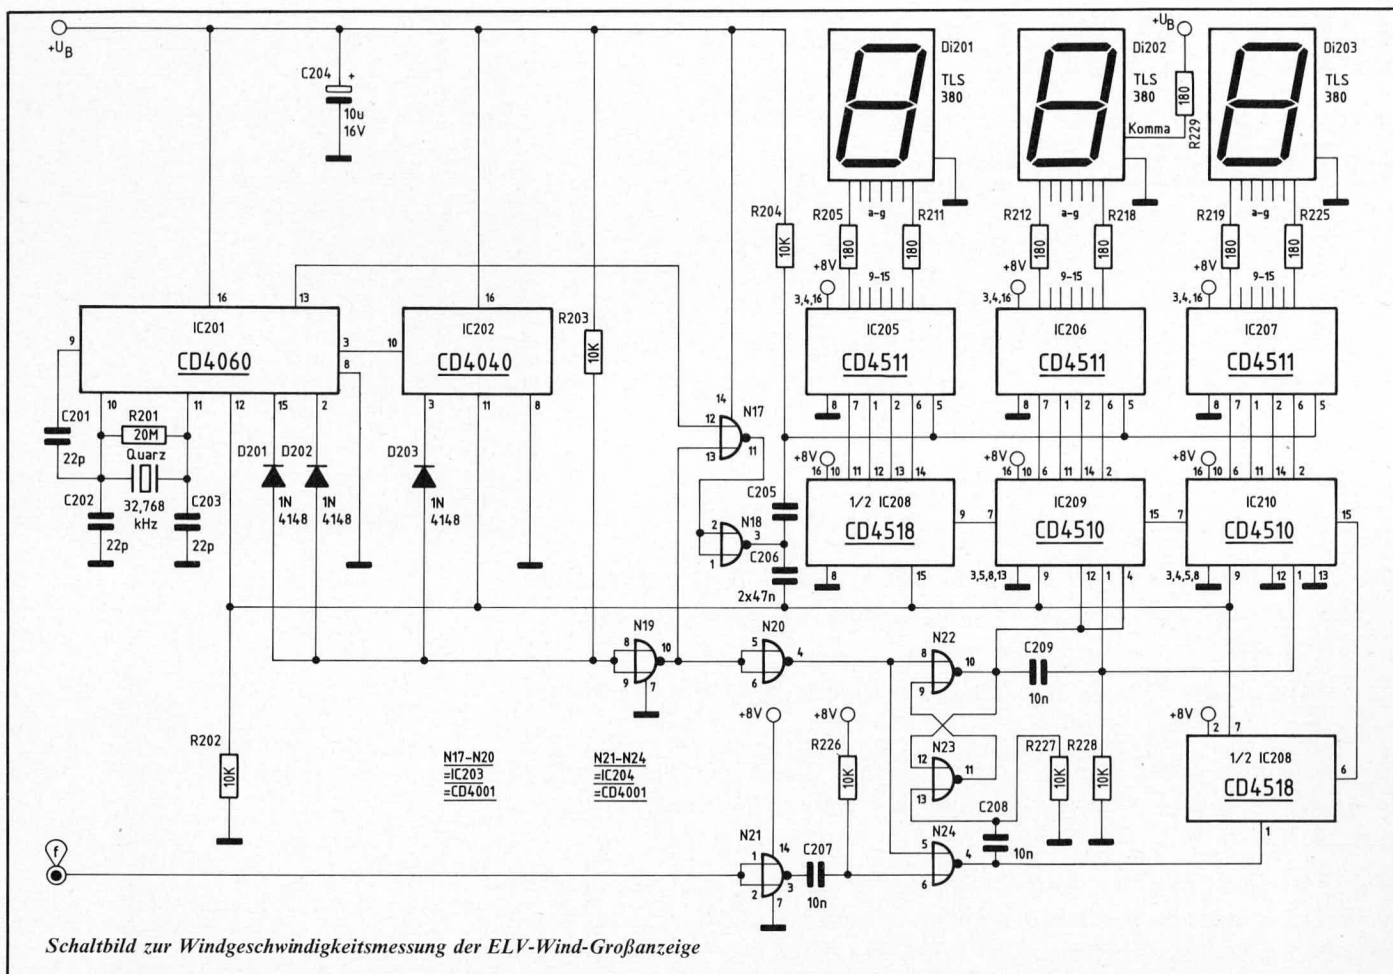 +UB
C204
+
10u
16V
Di201
TLS
380
+UB
Di202
TLS
380
180
R229
Komma
Di203
TLS
380
R204
10K
R205
a-g
R211
180
180
+8V
9-15
3,4,16
R212
a-g
R218
180
180
+8V
9-15
3,4,16
R219
a-g
R225
180
180
+8V
9-15
3,4,16
16
13
IC201
CD4060
9
3
8
10
11
12
15
2
16
IC202
CD4040
10
3
11
8
R203
10K
IC205
CD4511
8
7
1
2
6
5
IC206
CD4511
8
7
1
2
6
5
IC207
CD4511
8
7
1
2
6
5
C201
22p
R201
20M
Quarz
32,768
kHz
C202
22p
C203
22p
D201
1N
4148
D202
1N
4148
D203
1N
4148
14
N17
12
13
11
N18
2
1
3
C205
C206
2x47n
+8V
16
10
11
12
13
14
1/2 IC208
CD4518
9
8
15
+8V
16
10
6
11
14
2
7
IC209
CD4510
15
3,5,8,13
9
12
1
4
+8V
16
10
6
11
14
2
7
IC210
CD4510
15
3,4,5,8
9
12
1
13
N19
8
9
10
7
N20
5
6
4
N22
8
9
10
C209
10n
R202
10K
N17-N20
=IC203
=CD4001
N21-N24
=IC204
=CD4001
+8V
+8V
R226
10K
N23
12
13
11
R227
10K
R228
10K
C208
10n
+8V
2
7
1/2 IC208
CD4518
6
1
f
N21
14
1
2
3
7
C207
10n
N24
5
6
4
Schaltbild zur Windgeschwindigkeitsmessung der ELV-Wind-Großanzeige